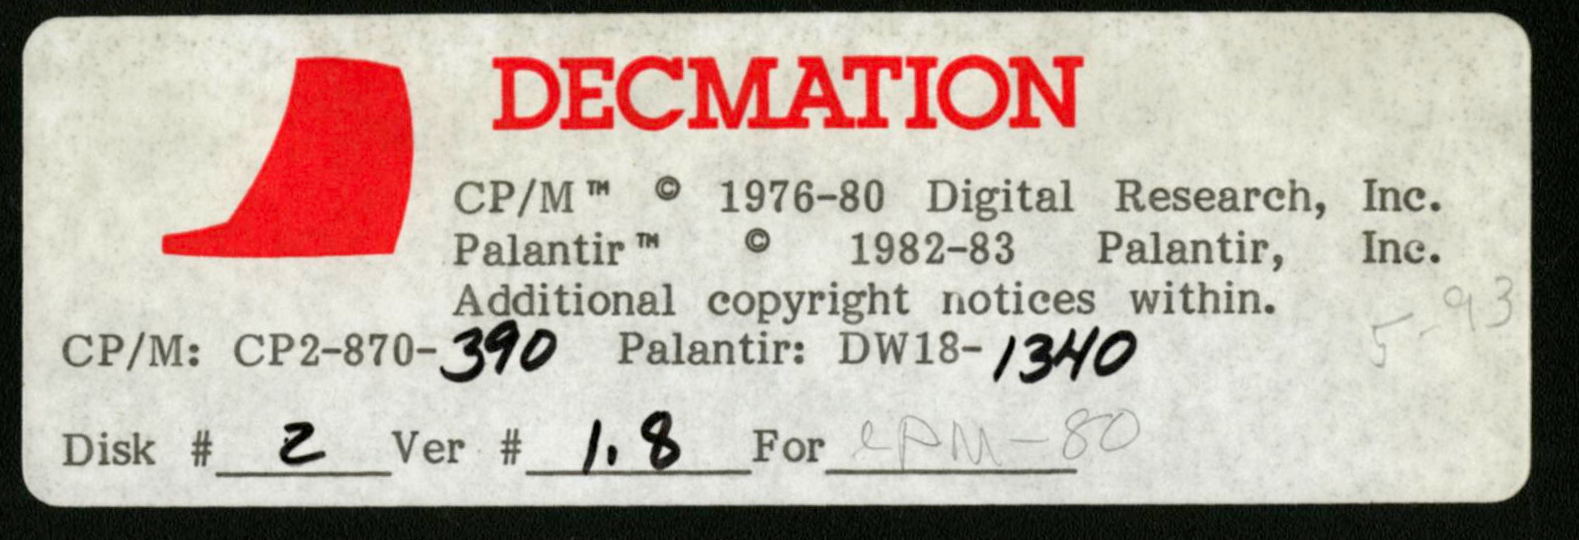 DECMATION
CP/M™ © 1976-80 Digital Research, Inc.
Palantir™ © 1982-83 Palantir, Inc.
Additional copyright notices within.
5-93
CP/M: CP2-870-390 Palantir: DW18-1340
Disk # 2 Ver # 1.8 For CPM-80